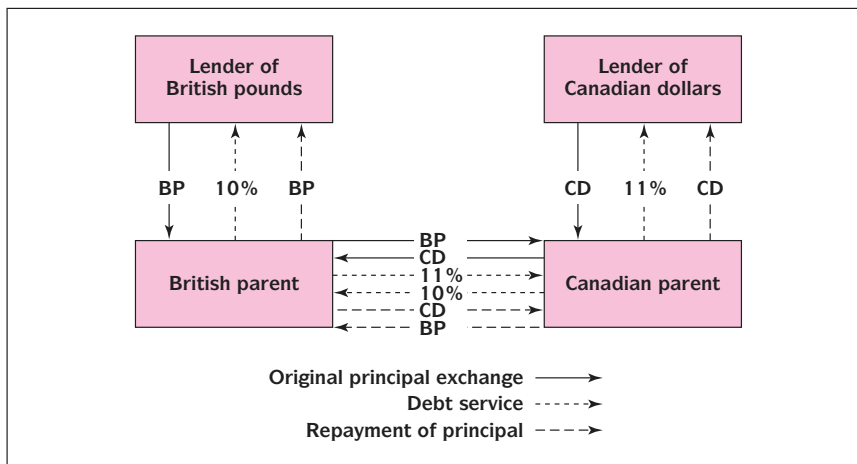 Lender of
British pounds
Lender of
Canadian dollars
BP
10%
BP
CD
11%
CD
BP
CD
11%
10%
CD
BP
British parent
Canadian parent
Original principal exchange
Debt service
Repayment of principal